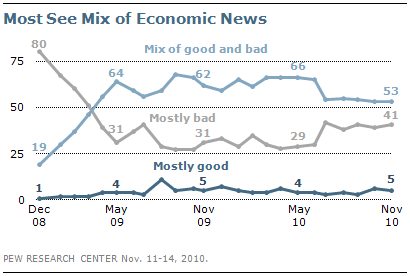 Most See Mix of Economic News
80
Mix of good and bad
75
64
62
66
53
50
41
Mostly bad
31
31
29
25
19
Mostly good
1
4
5
4
5
0
Dec
08
May
09
Nov
09
May
10
Nov
10
PEW RESEARCH CENTER Nov. 11-14, 2010.